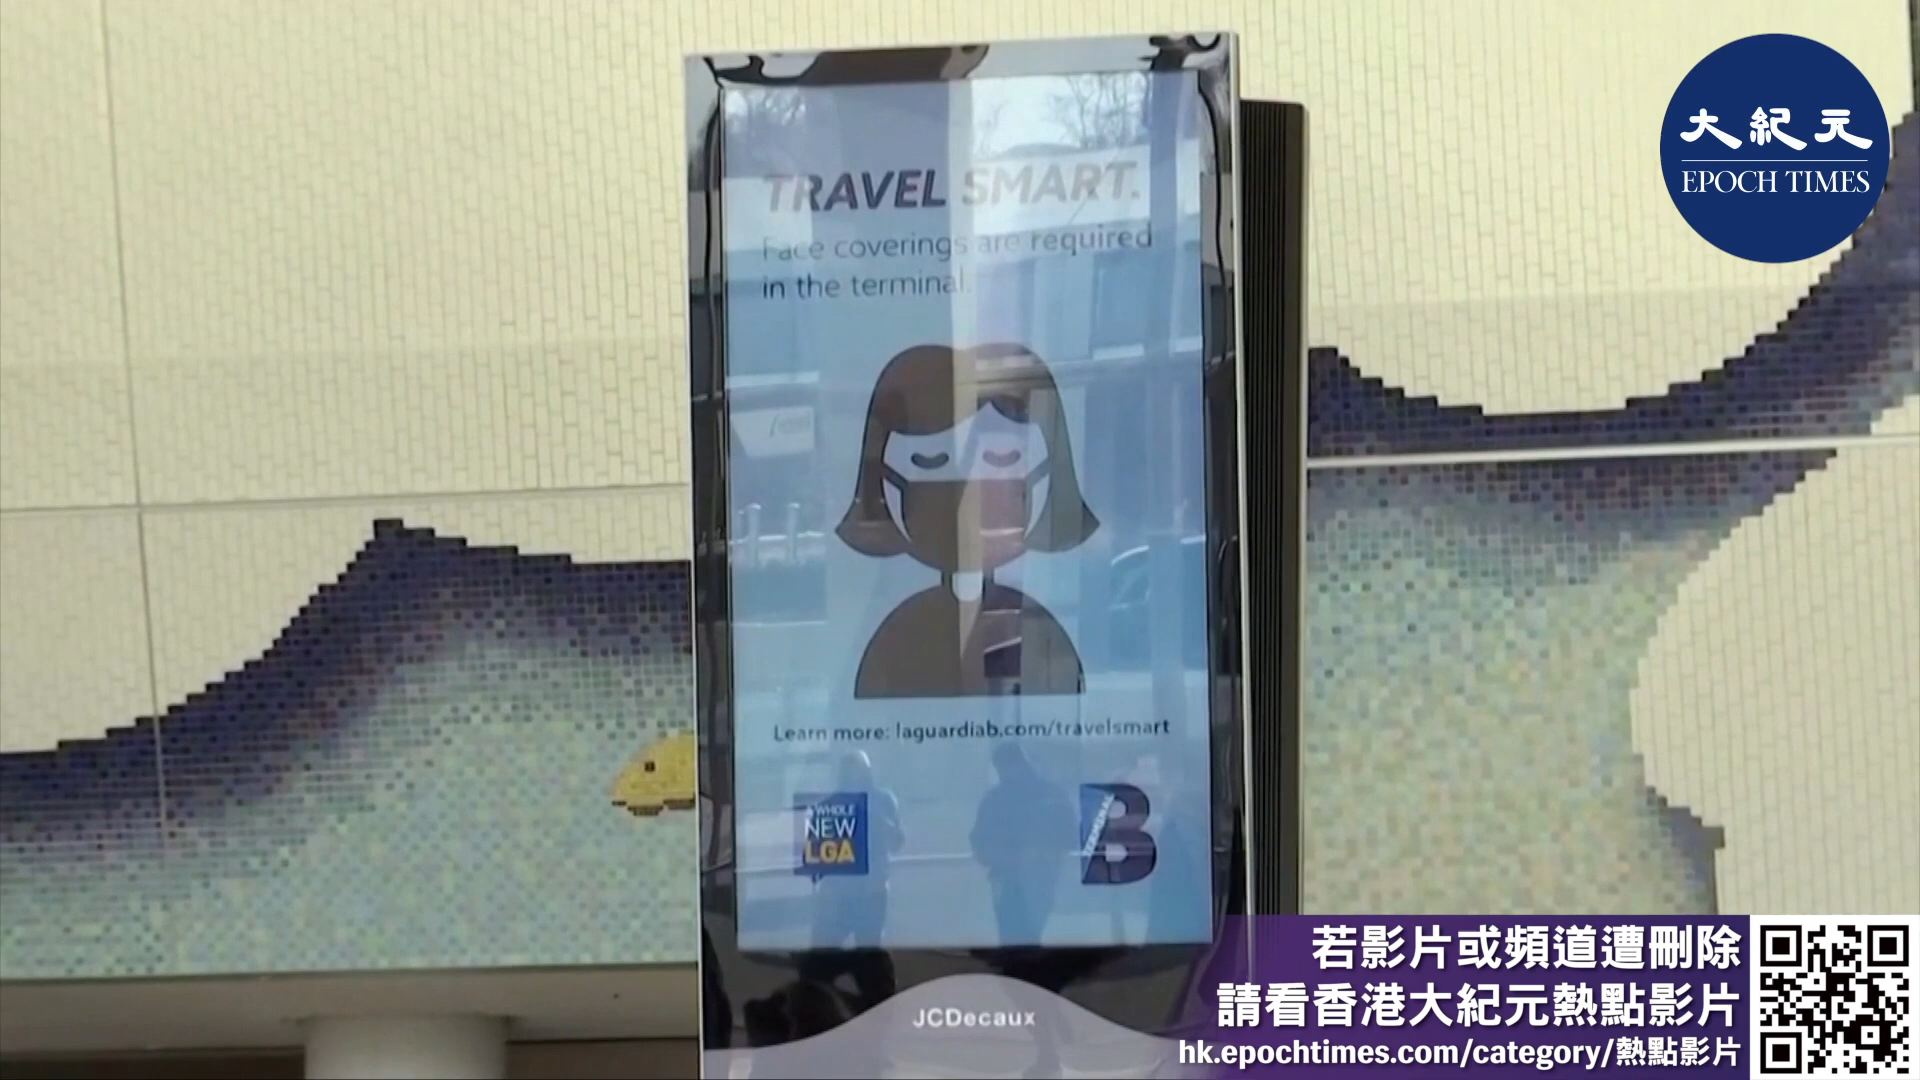 大紀元
EPOCH TIMES
TRAVEL SMART.
Face coverings are required
in the terminal.
Learn more: laguardiab.com/travelsmart
A WHOLE
NEW
LGA
TERMINAL
B
JCDecaux
若影片或頻道遭刪除
請看香港大紀元熱點影片
hk.epochtimes.com/category/熱點影片